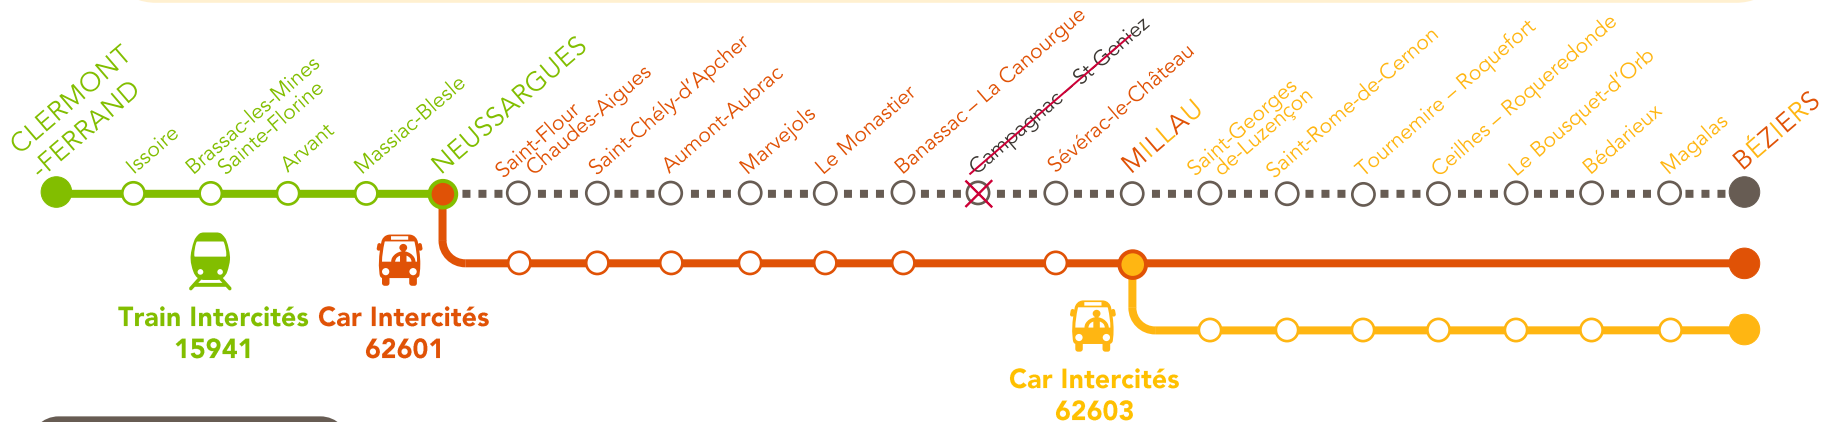 CLERMONT
-FERRAND
Issoire
Brassac-les-Mines
Sainte-Florine
Arvant
Massiac-Blesle
NEUSSARGUES
Saint-Flour
Chaudes-Aigues
Saint-Chély-d’Apcher
Aumont-Aubrac
Marvejols
Le Monastier
Banassac – La Canourgue
Campagnac - St Geniez
Sévérac-le-Château
MILLAU
Saint-Georges
de-Luzençon
Saint-Rome-de-Cernon
Tournemire – Roquefort
Ceilhes – Roqueredonde
Le Bousquet-d’Orb
Bédarieux
Magalas
BÉZIERS
Train Intercités
15941
Car Intercités
62601
Car Intercités
62603